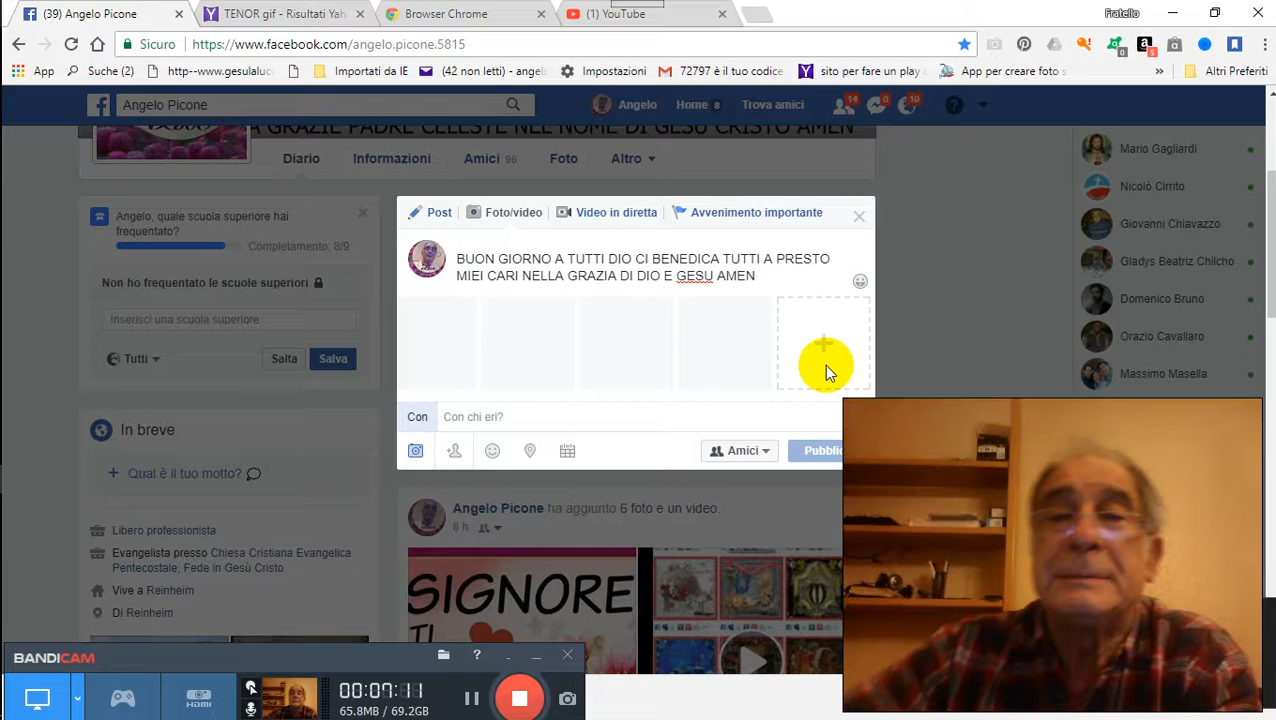 (39) Angelo Picone
TENOR gif - Risultati Yah
Browser Chrome
(1) YouTube
Fratello
Sicuro
https://www.facebook.com/angelo.picone.5815
App
Suche (2)
http--www.gesulaluc
Importati da IE
(42 non letti) - angelo
Impostazioni
72797 è il tuo codice
sito per fare un play
App per creare foto s
»
Altri Preferiti
Angelo Picone
Angelo
Home 8
Trova amici
14
6
19
A GRAZIE PADRE CELESTE NEL NOME DI GESU CRISTO AMEN
Diario
Informazioni
Amici 96
Foto
Altro
Mario Gagliardi
Nicolò Cirrito
Giovanni Chiavazzo
Gladys Beatriz Chilcho
Domenico Bruno
Orazio Cavallaro
Massimo Masella
Angelo, quale scuola superiore hai
frequentato?
Completamento: 8/9
Non ho frequentato le scuole superiori
Inserisci una scuola superiore
Tutti
Salta
Salva
Post
Foto/video
Video in diretta
Avvenimento importante
BUON GIORNO A TUTTI DIO CI BENEDICA TUTTI A PRESTO
MIEI CARI NELLA GRAZIA DI DIO E GESU AMEN
Con
Con chi eri?
Amici
Pubblic
In breve
Qual è il tuo motto?
Libero professionista
Evangelista presso Chiesa Cristiana Evangelica
Pentecostale, Fede in Gesù Cristo.
Vive a Reinheim
Di Reinheim
Angelo Picone ha aggiunto 6 foto e un video.
8 h
SIGNORE
TI
BANDICAM
HDMI
00:07:11
65.8MB / 69.2GB